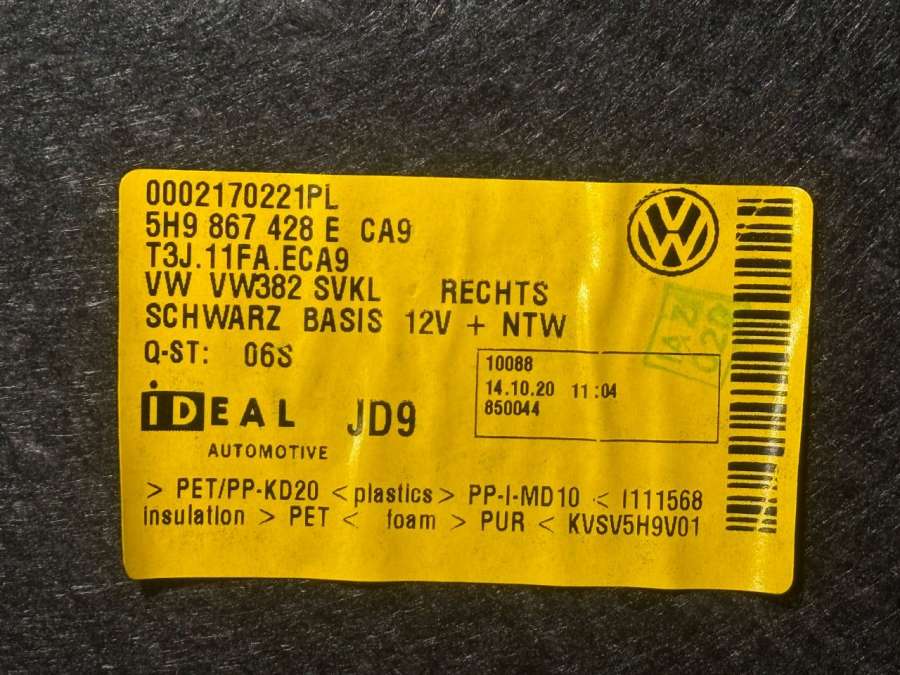 0002170221PL
5H9 867 428 E CA9
T3J.11FA.ECA9
VW VW382 SVKL RECHTS
SCHWARZ BASIS 12V + NTW
Q-ST: 06S
10088
14.10.20 11:04
850044
iDEAL JD9
AUTOMOTIVE
> PET/PP-KD20 < plastics > PP-I-MD10 < I111568
insulation > PET < foam > PUR < KVSV5H9V01